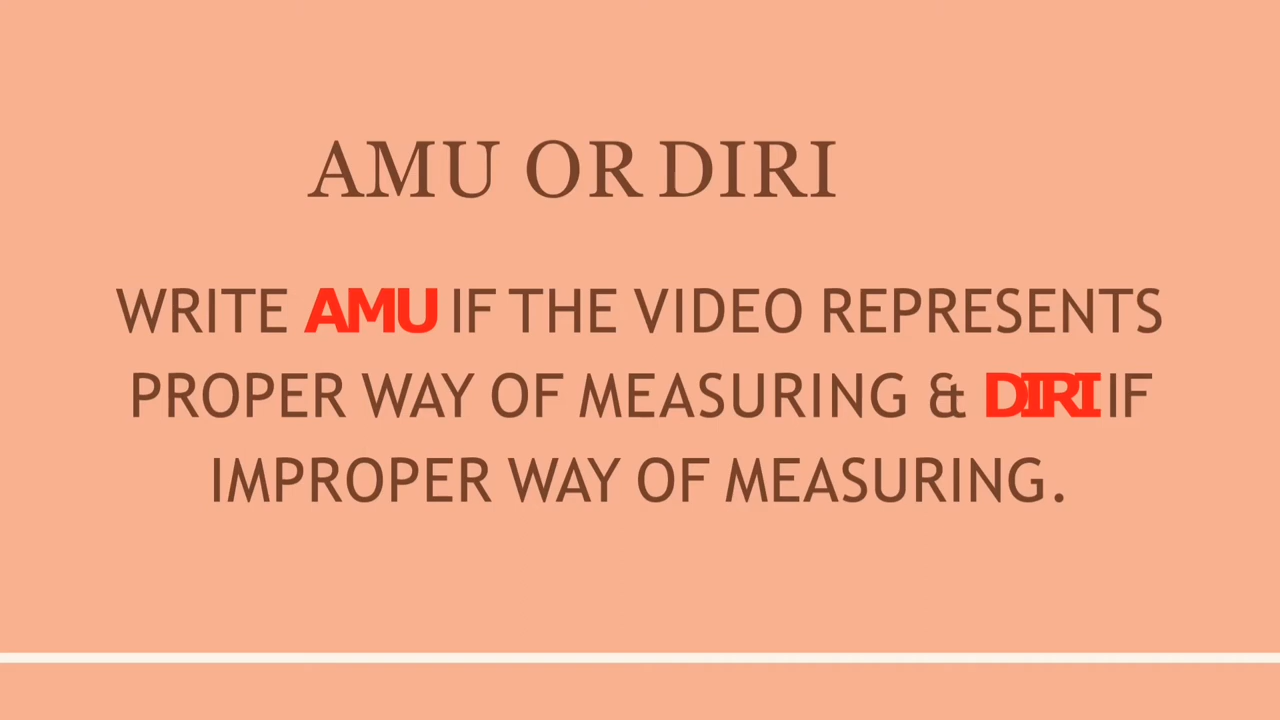 AMU OR DIRI
WRITE AMU IF THE VIDEO REPRESENTS
PROPER WAY OF MEASURING & DIRI IF
IMPROPER WAY OF MEASURING.